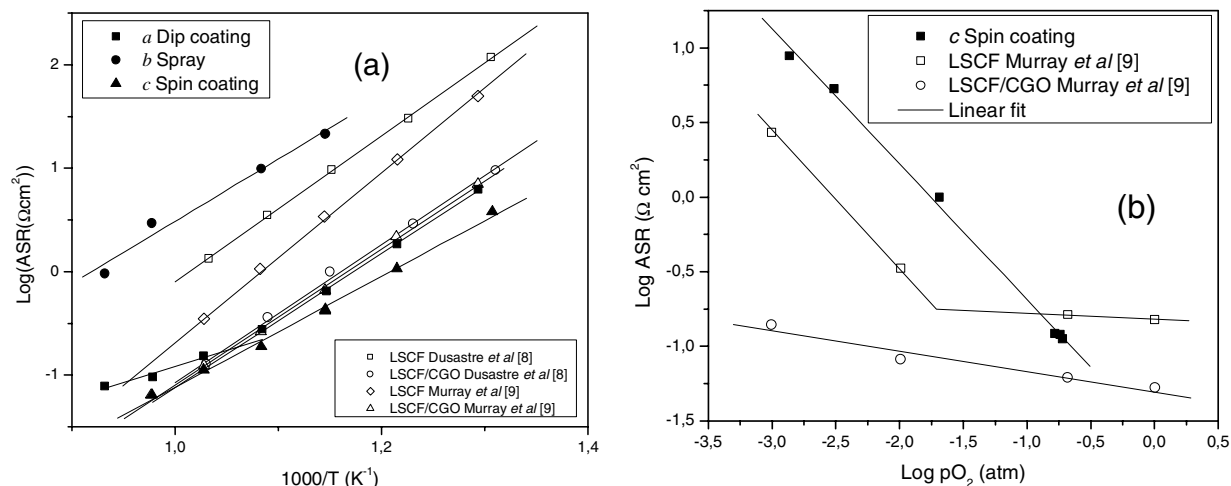 a Dip coating
b Spray
c Spin coating
(a)
2
1
0
-1
Log(ASR(Ωcm²))
LSCF Dusastre et al [8]
LSCF/CGO Dusastre et al [8]
LSCF Murray et al [9]
LSCF/CGO Murray et al [9]
1,0
1,2
1,4
1000/T (K⁻¹)
c Spin coating
LSCF Murray et al [9]
LSCF/CGO Murray et al [9]
Linear fit
(b)
1,0
0,5
0,0
-0,5
-1,0
-1,5
Log ASR (Ω cm²)
-3,5
-3,0
-2,5
-2,0
-1,5
-1,0
-0,5
0,0
0,5
Log pO₂ (atm)